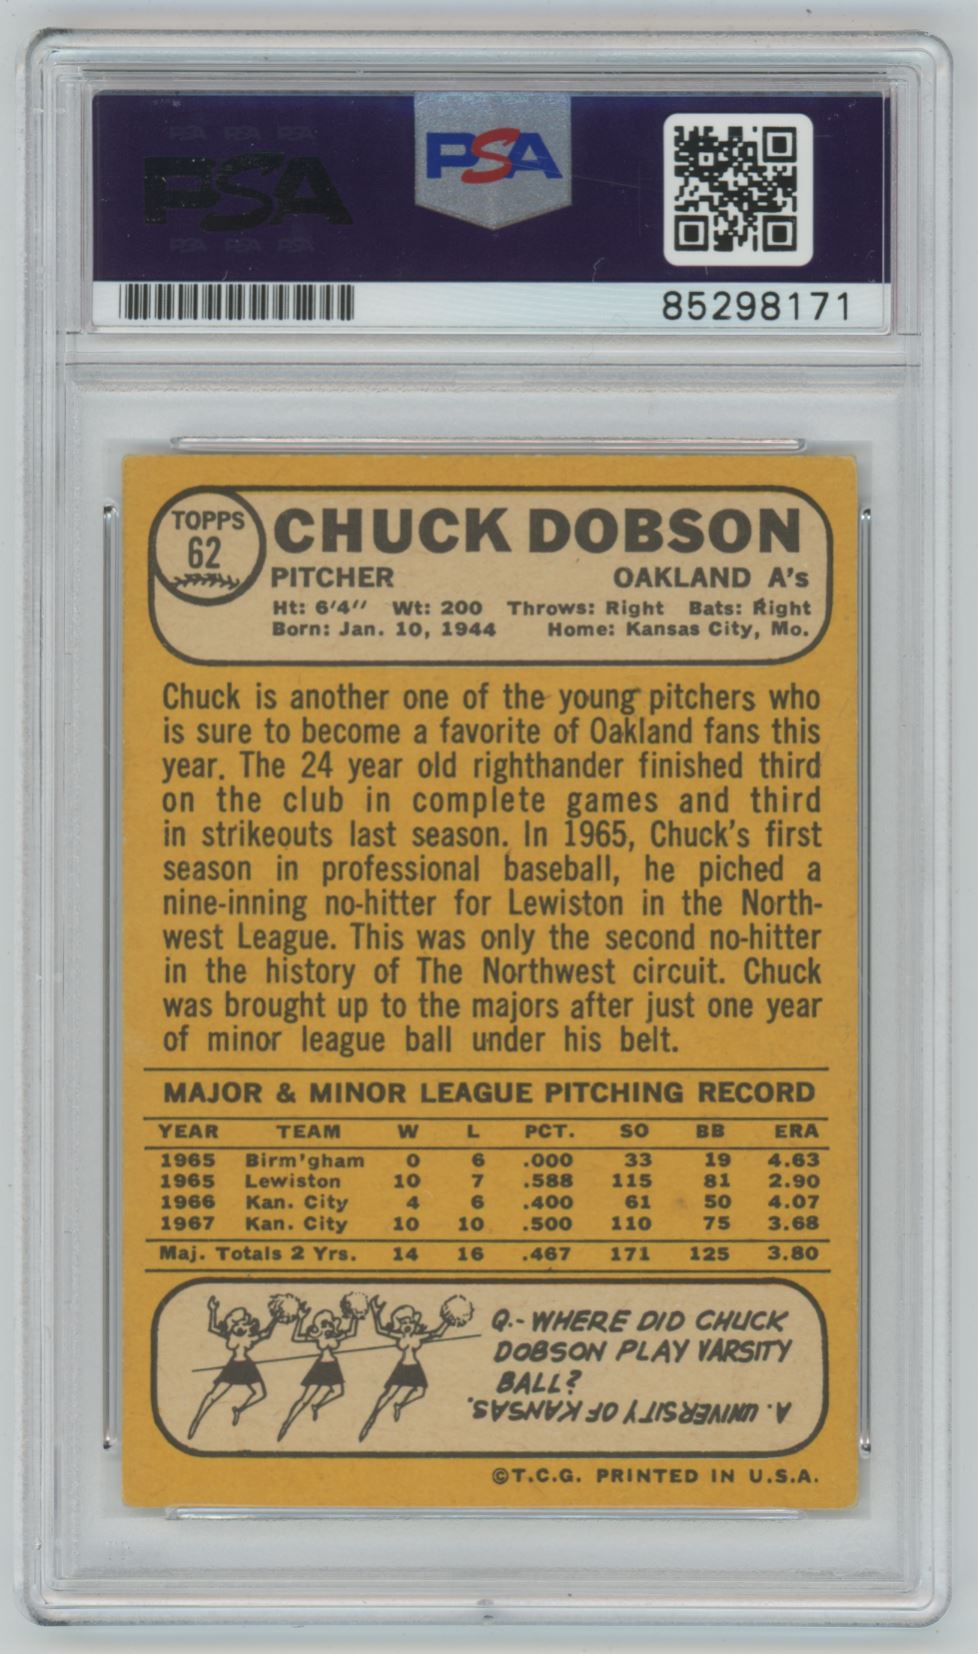 PSA PSA PSA
PSA
PSA PSA PSA
PSA
85298171
TOPPS
62
CHUCK DOBSON
PITCHER OAKLAND A's
Ht: 6'4" Wt: 200 Throws: Right Bats: Right
Born: Jan. 10, 1944 Home: Kansas City, Mo.
Chuck is another one of the young pitchers who
is sure to become a favorite of Oakland fans this
year. The 24 year old righthander finished third
on the club in complete games and third
in strikeouts last season. In 1965, Chuck's first
season in professional baseball, he piched a
nine-inning no-hitter for Lewiston in the North-
west League. This was only the second no-hitter
in the history of The Northwest circuit. Chuck
was brought up to the majors after just one year
of minor league ball under his belt.
MAJOR & MINOR LEAGUE PITCHING RECORD
YEAR TEAM W L PCT. SO BB ERA
1965 Birm'gham 0 6 .000 33 19 4.63
1965 Lewiston 10 7 .588 115 81 2.90
1966 Kan. City 4 6 .400 61 50 4.07
1967 Kan. City 10 10 .500 110 75 3.68
Maj. Totals 2 Yrs. 14 16 .467 171 125 3.80
Q.- WHERE DID CHUCK
DOBSON PLAY VARSITY
BALL?
A. UNIVERSITY OF KANSAS.
©T.C.G. PRINTED IN U.S.A.